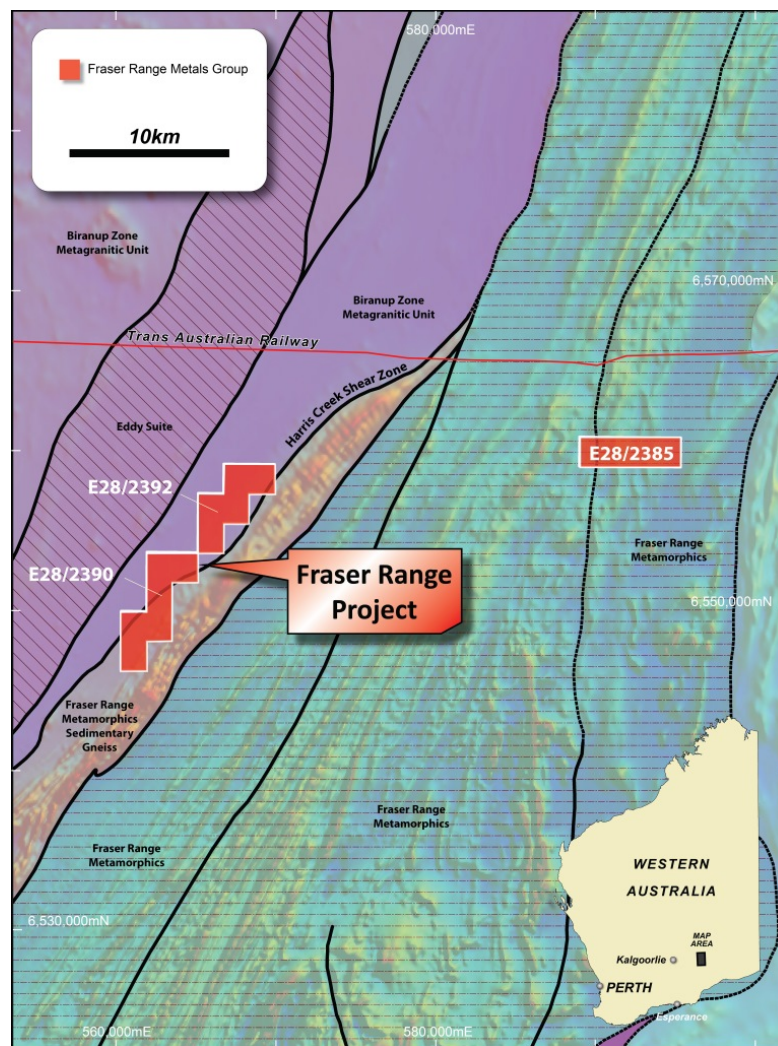 580,000mE
Fraser Range Metals Group
10km
Biranup Zone
Metagranitic Unit
6,570,000mN
Biranup Zone
Metagranitic Unit
Trans Australian Railway
Harris Creek Shear Zone
Eddy Suite
E28/2385
E28/2392
Fraser Range
Metamorphics
E28/2390
Fraser Range
Project
6,550,000mN
Fraser Range
Metamorphics
Sedimentary
Gneiss
Fraser Range
Metamorphics
Fraser Range
Metamorphics
WESTERN
AUSTRALIA
6,530,000mN
MAP
AREA
Kalgoorlie
PERTH
Esperance
560,000mE
580,000mE